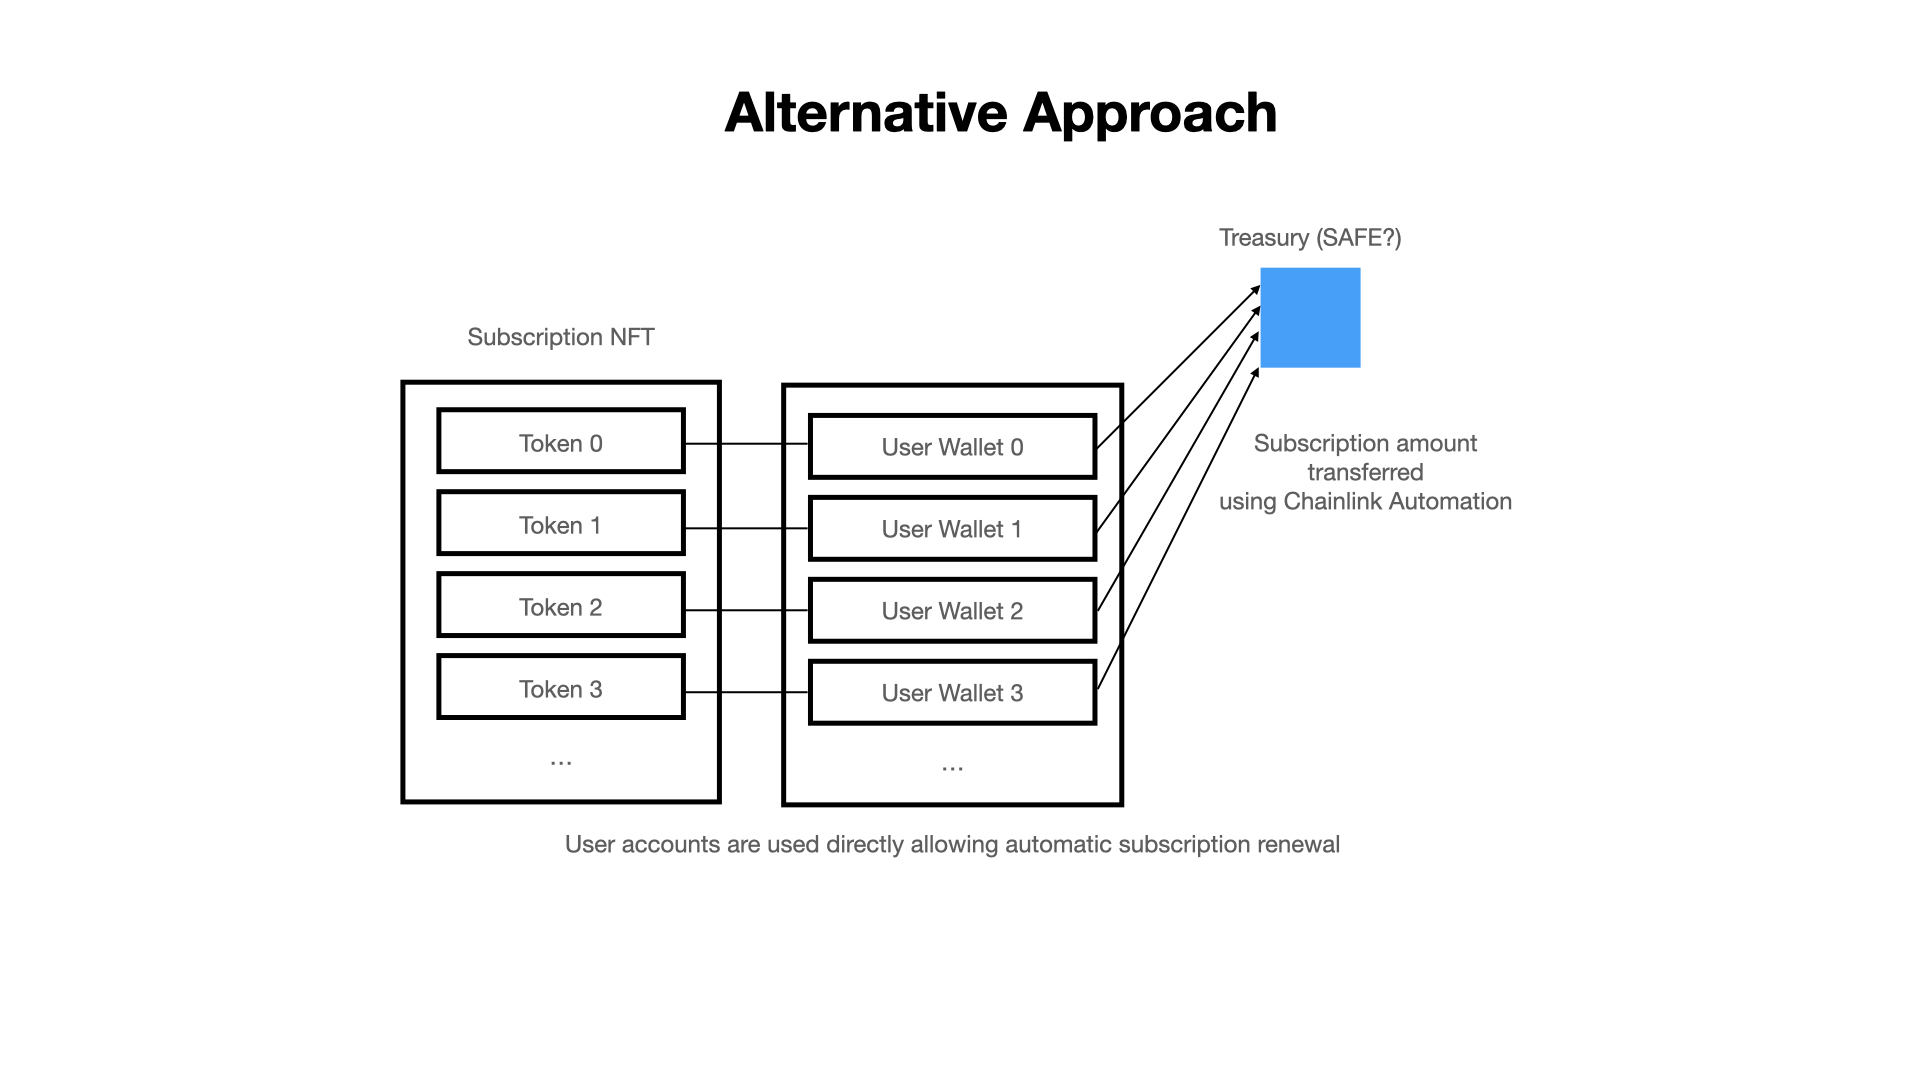 Alternative Approach
Treasury (SAFE?)
Subscription NFT
Token 0
Token 1
Token 2
Token 3
...
User Wallet 0
User Wallet 1
User Wallet 2
User Wallet 3
...
Subscription amount
transferred
using Chainlink Automation
User accounts are used directly allowing automatic subscription renewal